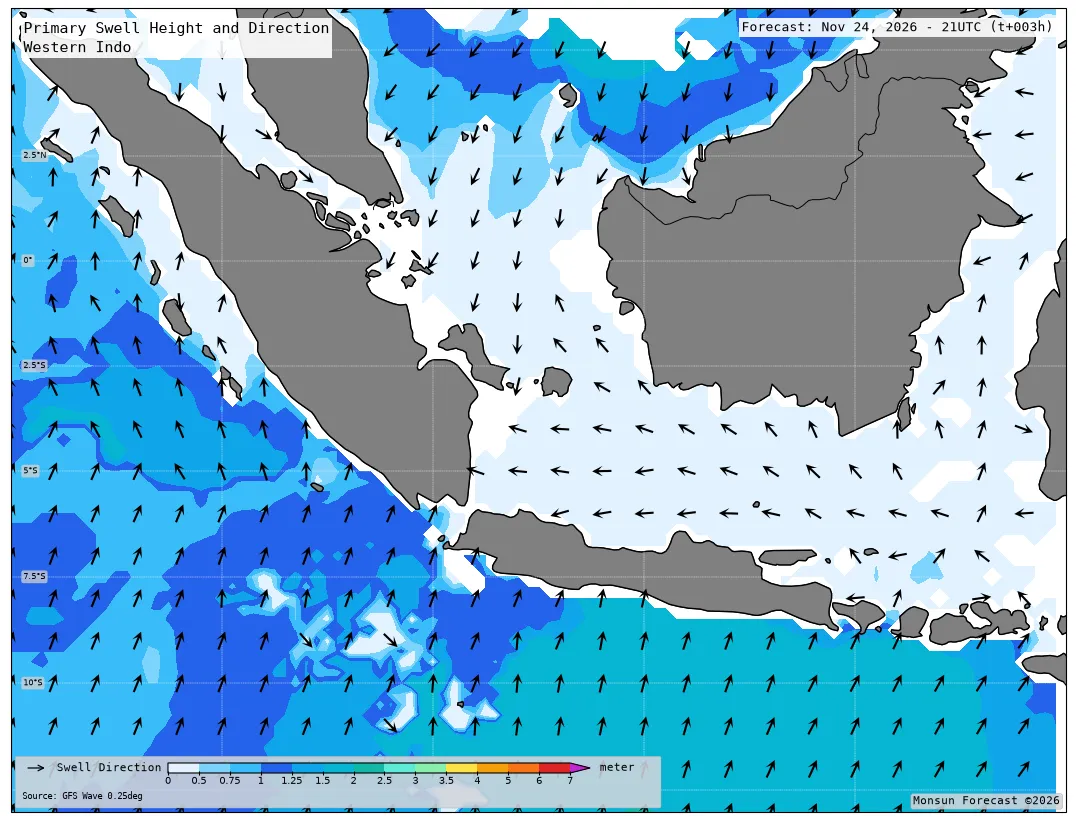 Primary Swell Height and Direction
Western Indo
Forecast: Nov 24, 2026 - 21UTC (t+003h)
2.5°N
0°
2.5°S
5°S
7.5°S
10°S
Swell Direction
0 0.5 0.75 1 1.25 1.5 2 2.5 3 3.5 4 5 6 7
meter
Source: GFS Wave 0.25deg
Monsun Forecast ©2026